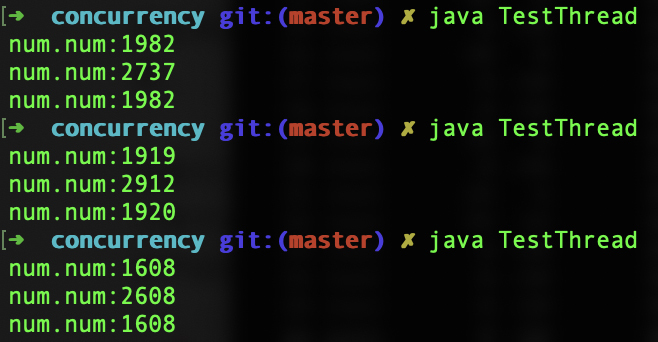 [➜  concurrency git:(master) ✗ java TestThread
num.num:1982
num.num:2737
num.num:1982
[➜  concurrency git:(master) ✗ java TestThread
num.num:1919
num.num:2912
num.num:1920
[➜  concurrency git:(master) ✗ java TestThread
num.num:1608
num.num:2608
num.num:1608